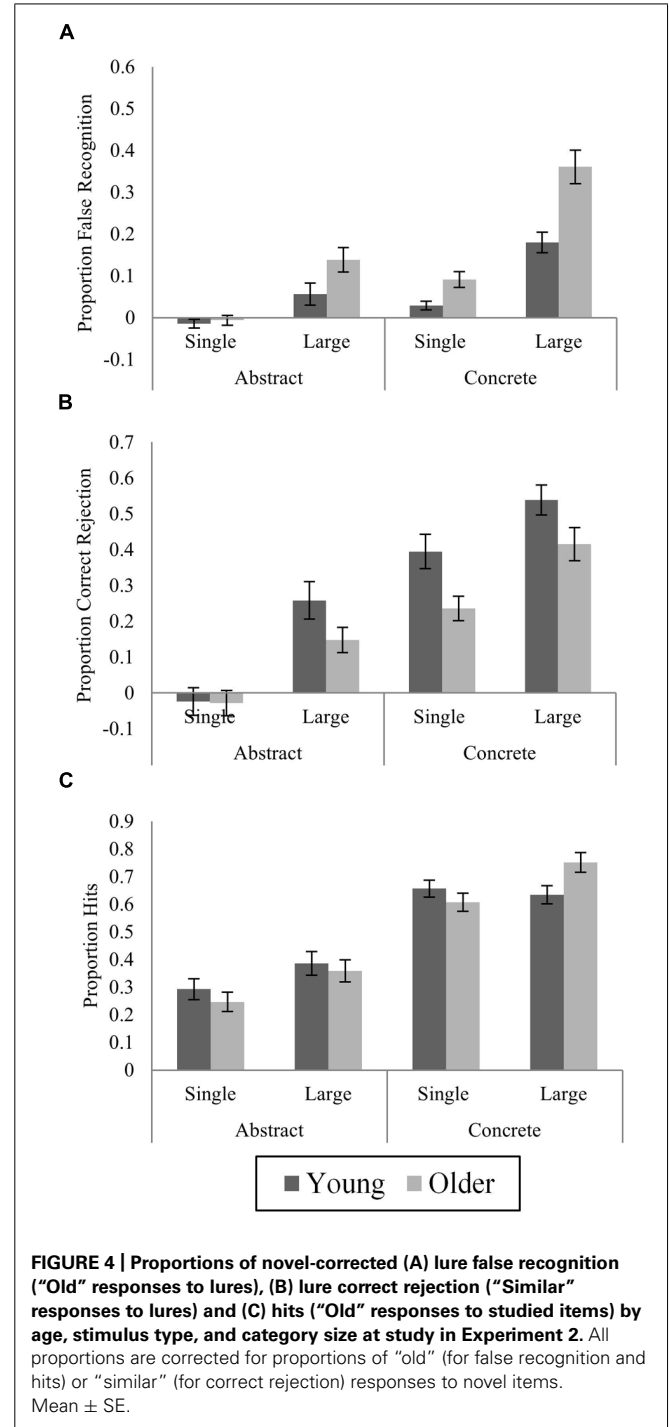 A
Proportion False Recognition
0.6
0.5
0.4
0.3
0.2
0.1
0
-0.1
Single Large Single Large
Abstract Concrete
B
Proportion Correct Rejection
0.7
0.6
0.5
0.4
0.3
0.2
0.1
0
-0.1
Single Large Single Large
Abstract Concrete
C
Proportion Hits
0.9
0.8
0.7
0.6
0.5
0.4
0.3
0.2
0.1
0
Single Large Single Large
Abstract Concrete
Young Older
FIGURE 4 | Proportions of novel-corrected (A) lure false recognition
(“Old” responses to lures), (B) lure correct rejection (“Similar”
responses to lures) and (C) hits (“Old” responses to studied items) by
age, stimulus type, and category size at study in Experiment 2. All
proportions are corrected for proportions of “old” (for false recognition and
hits) or “similar” (for correct rejection) responses to novel items.
Mean ± SE.